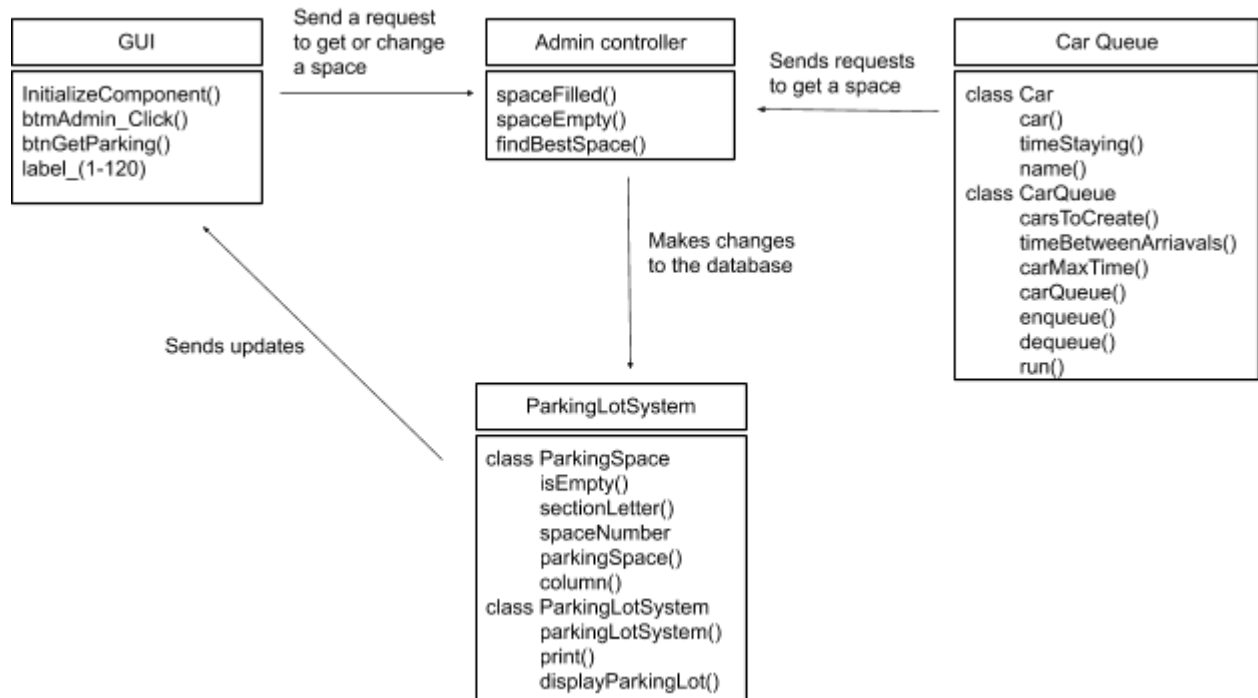 GUI
InitializeComponent()
btmAdmin_Click()
btnGetParking()
label_(1-120)
Send a request
to get or change
a space
Admin controller
spaceFilled()
spaceEmpty()
findBestSpace()
Sends requests
to get a space
Car Queue
class Car
car()
timeStaying()
name()
class CarQueue
carsToCreate()
timeBetweenArriavals()
carMaxTime()
carQueue()
enqueue()
dequeue()
run()
Makes changes
to the database
Sends updates
ParkingLotSystem
class ParkingSpace
isEmpty()
sectionLetter()
spaceNumber
parkingSpace()
column()
class ParkingLotSystem
parkingLotSystem()
print()
displayParkingLot()